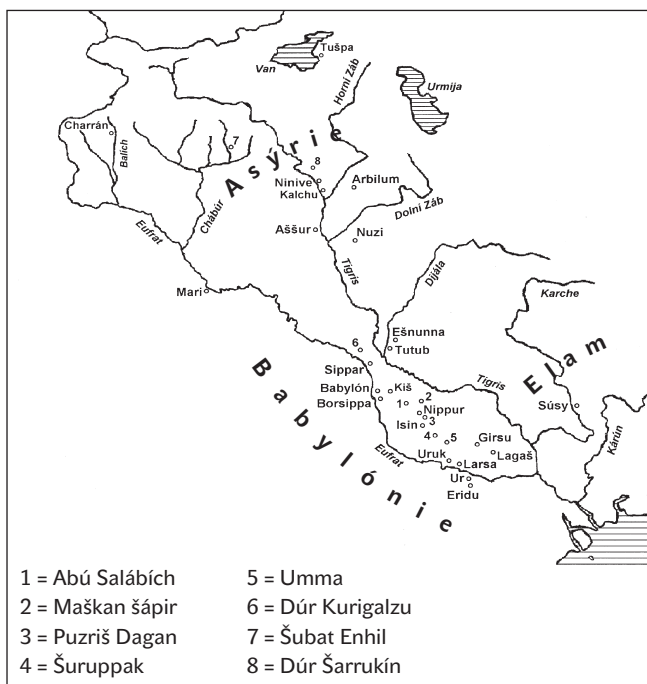 Tušpa
Van
Horní Záb
Urmija
Charrán
Balích
7
Asýrie
8
Ninive
Kalchu
Arbilum
Chábúr
Dolní Záb
Eufrat
Aššur
Nuzi
Tigris
Dijála
Mari
Karche
Ešnunna
6
Tutub
Elam
Sippar
Tigris
Babylón
Kiš
Borsippa
1
2
Nippur
3
Súsy
Isin
4
5
Girsu
Kárún
Babylónie
Eufrat
Uruk
Larsa
Lagaš
Ur
Eridu
1 = Abú Salábích
2 = Maškan šápir
3 = Puzriš Dagan
4 = Šuruppak
5 = Umma
6 = Dúr Kurigalzu
7 = Šubat Enhil
8 = Dúr Šarrukín